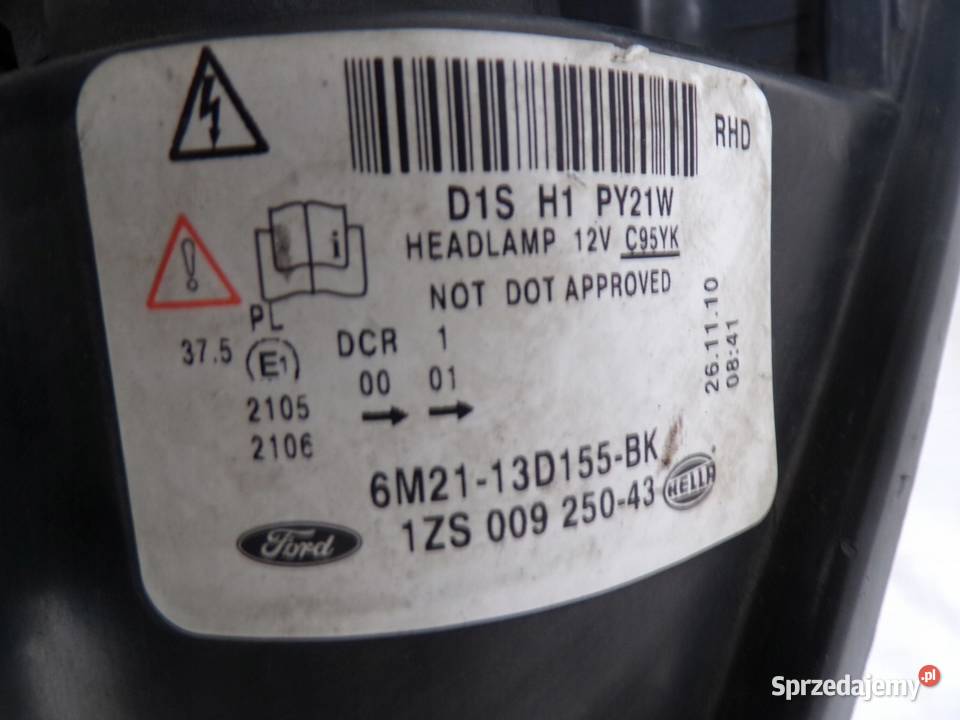 RHD
D1S H1 PY21W
HEADLAMP 12V C95YK
NOT DOT APPROVED
i
PL
37.5 E1 DCR 1
00 01
2105
2106
26.11.10
08:41
6M21-13D155-BK
1ZS 009 250-43 HELLA
Ford
Sprzedajemy.pl